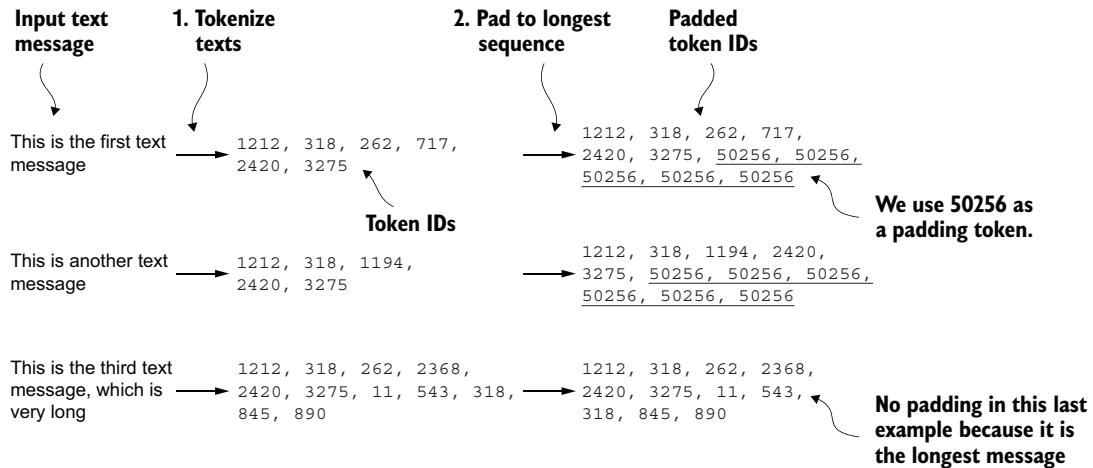 Input text
message
1. Tokenize
texts
2. Pad to longest
sequence
Padded
token IDs
This is the first text
message
1212, 318, 262, 717,
2420, 3275
Token IDs
1212, 318, 262, 717,
2420, 3275, 50256, 50256,
50256, 50256, 50256
We use 50256 as
a padding token.
This is another text
message
1212, 318, 1194,
2420, 3275
1212, 318, 1194, 2420,
3275, 50256, 50256, 50256,
50256, 50256, 50256
This is the third text
message, which is
very long
1212, 318, 262, 2368,
2420, 3275, 11, 543, 318,
845, 890
1212, 318, 262, 2368,
2420, 3275, 11, 543,
318, 845, 890
No padding in this last
example because it is
the longest message